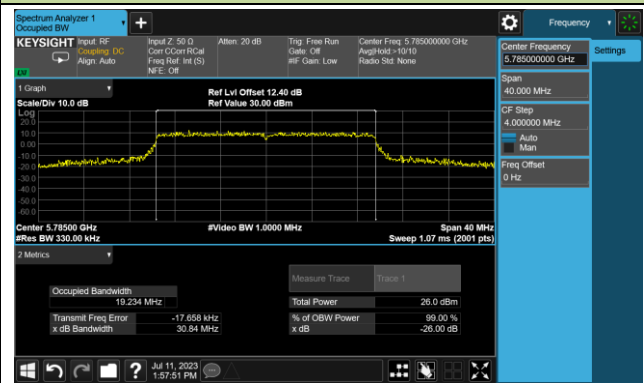 Spectrum Analyzer 1
Occupied BW
+
Frequency
KEYSIGHT
Input: RF
Coupling: DC
Align: Auto
Input Z: 50 Ω
Corr CCorr RCal
Freq Ref: Int (S)
NFE: Off
Atten: 20 dB
Trig: Free Run
Gate: Off
#IF Gain: Low
Center Freq: 5.785000000 GHz
Avg|Hold:>10/10
Radio Std: None
Center Frequency
5.785000000 GHz
Settings
Span
40.000 MHz
CF Step
4.000000 MHz
Auto
Man
Freq Offset
0 Hz
1 Graph
Scale/Div 10.0 dB
Ref Lvl Offset 12.40 dB
Ref Value 30.00 dBm
Log
20.0
10.0
0.00
-10.0
-20.0
-30.0
-40.0
-50.0
-60.0
Center 5.78500 GHz
#Res BW 330.00 kHz
#Video BW 1.0000 MHz
Span 40 MHz
Sweep 1.07 ms (2001 pts)
2 Metrics
Measure Trace
Trace 1
Occupied Bandwidth
19.234 MHz
Total Power
26.0 dBm
Transmit Freq Error
-17.658 kHz
% of OBW Power
99.00 %
x dB Bandwidth
30.84 MHz
x dB
-26.00 dB
?
Jul 11, 2023
1:57:51 PM